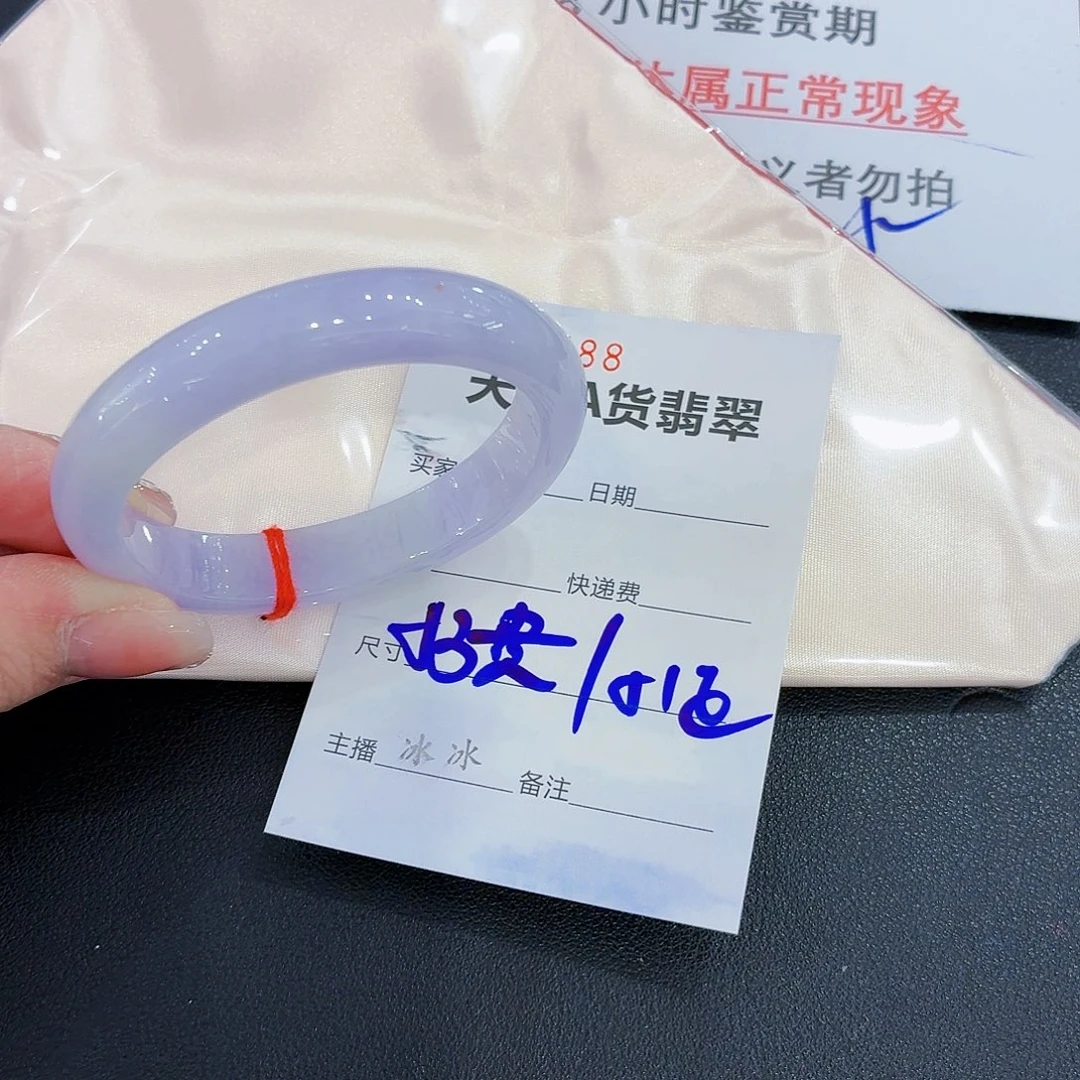 小时鉴赏期
属正常现象
者勿拍
88
A货翡翠
买家 日期
快递费
尺寸
主播 冰冰 备注